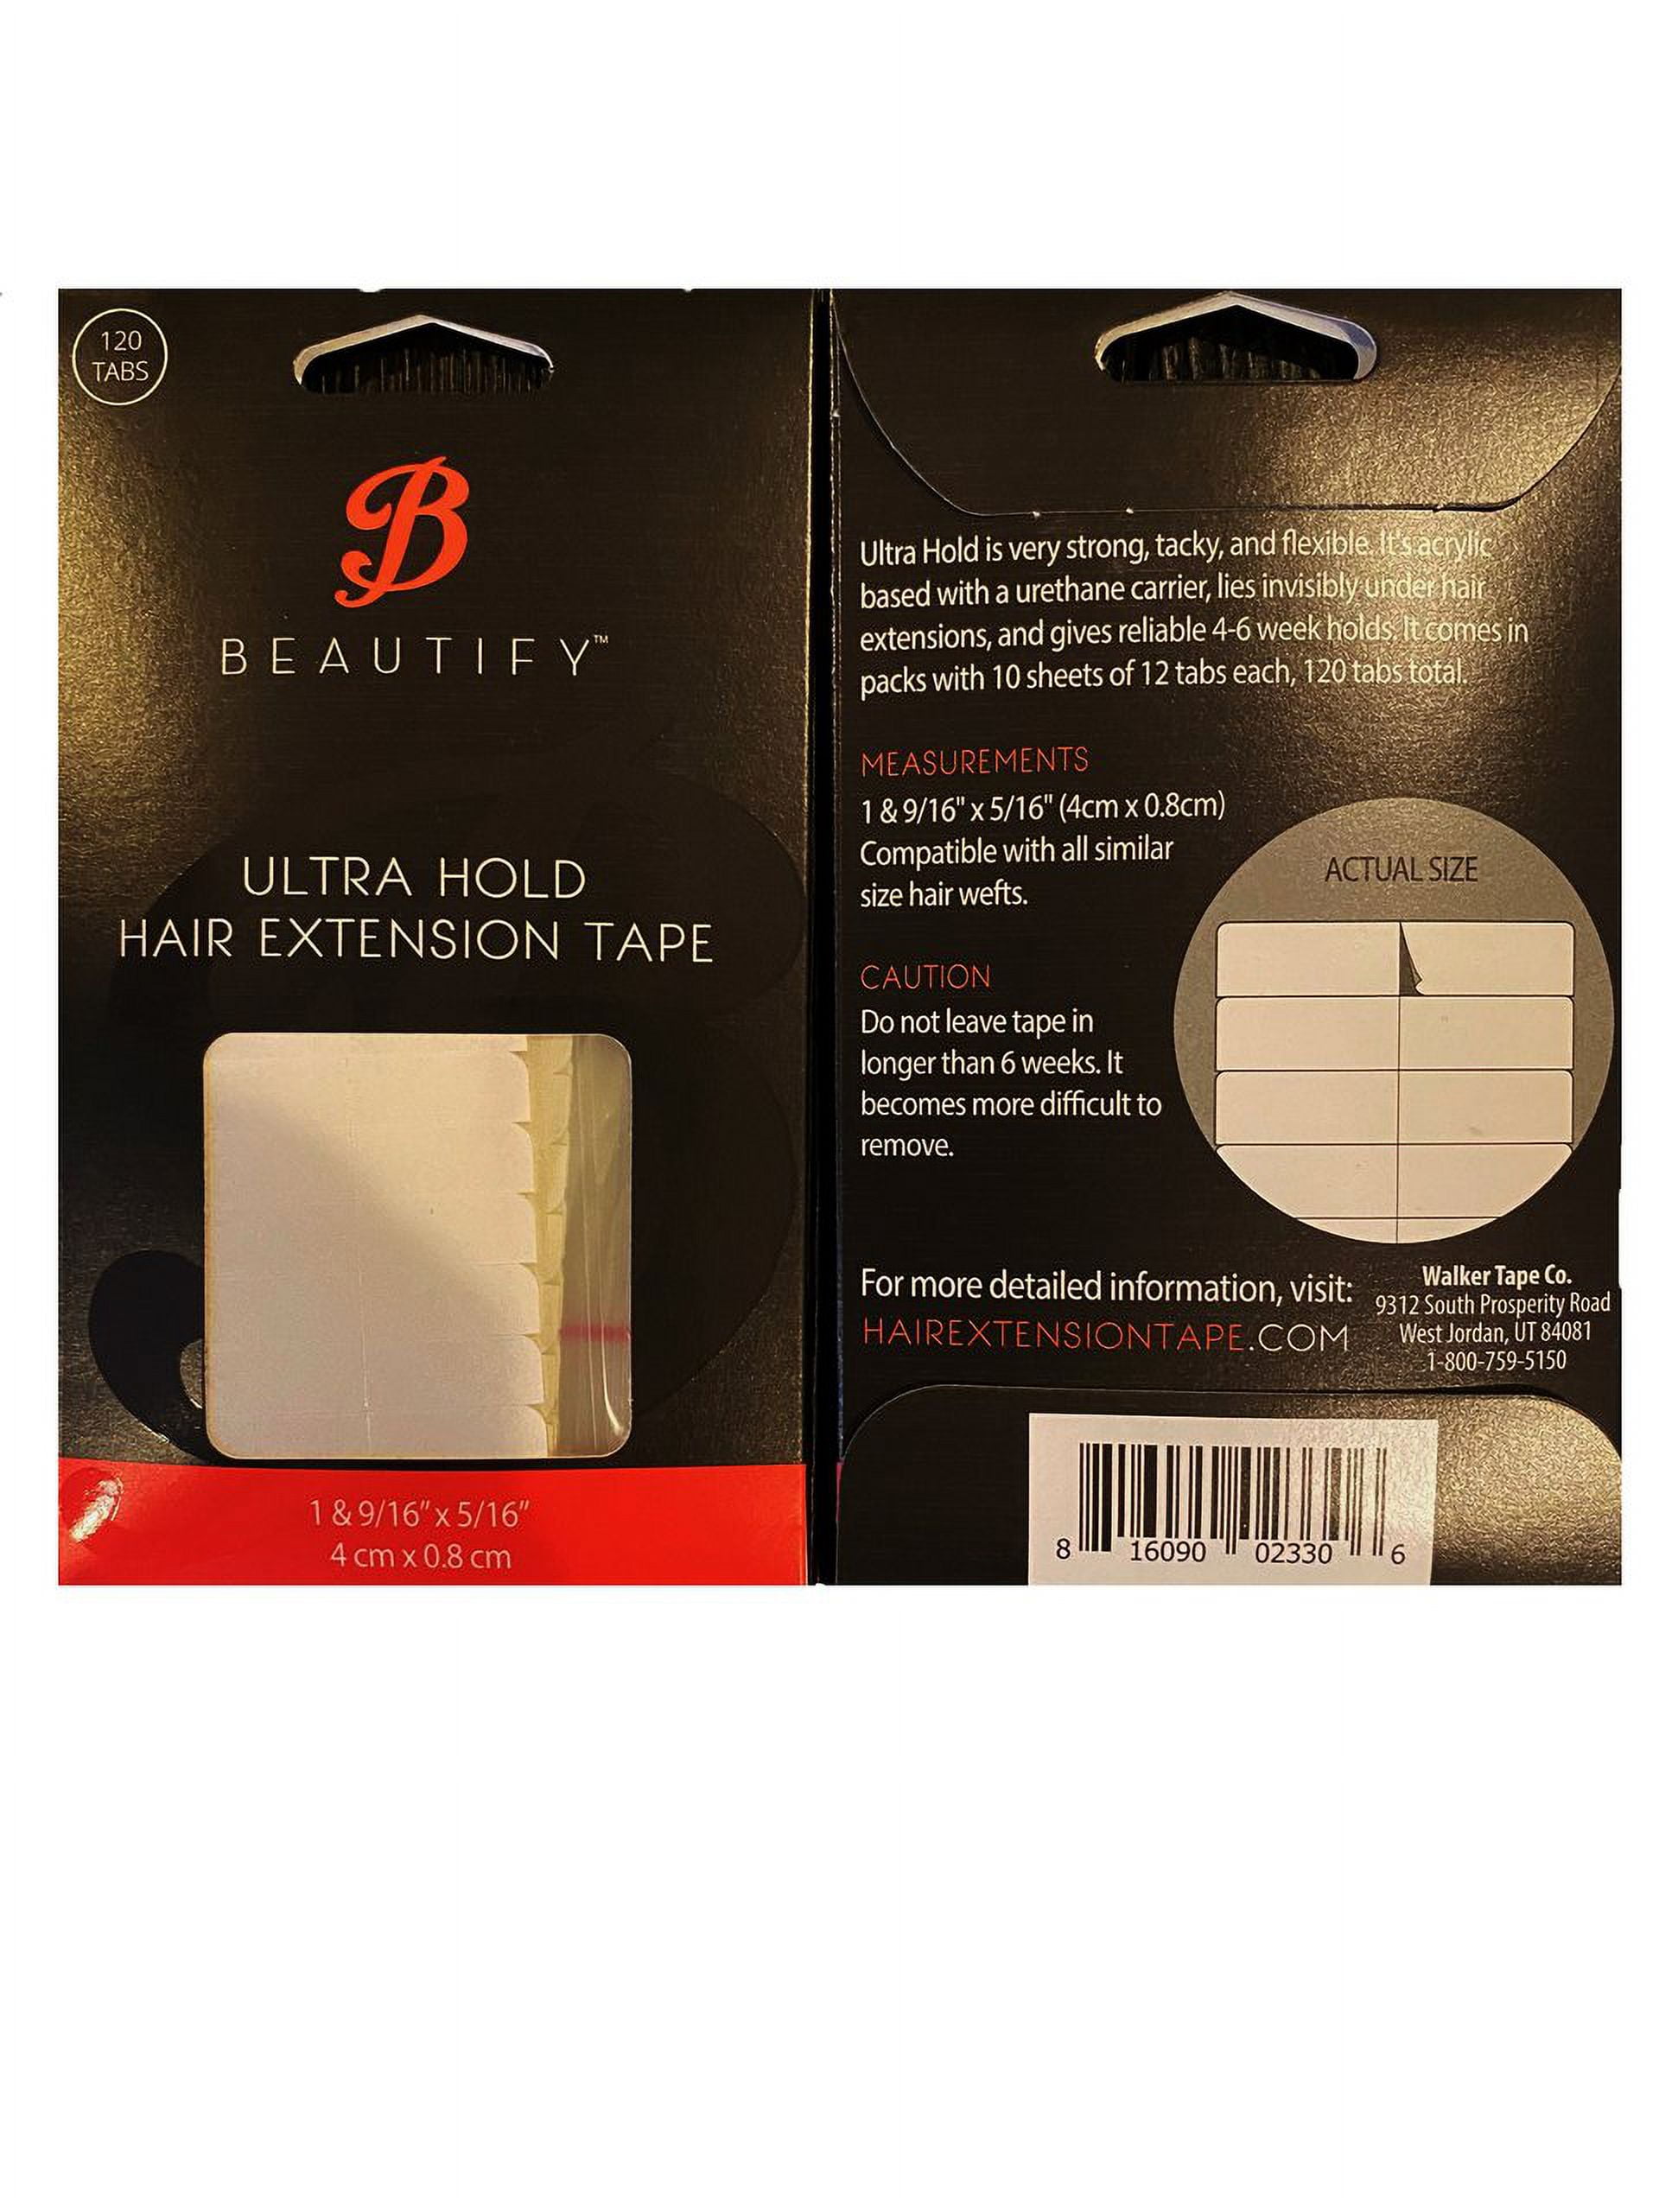 120
TABS
B
BEAUTIFY™
ULTRA HOLD
HAIR EXTENSION TAPE
1 & 9/16" x 5/16"
4 cm x 0.8 cm
Ultra Hold is very strong, tacky, and flexible. It's acrylic
based with a urethane carrier, lies invisibly under hair
extensions, and gives reliable 4-6 week holds. It comes in
packs with 10 sheets of 12 tabs each, 120 tabs total.
MEASUREMENTS
1 & 9/16" x 5/16" (4cm x 0.8cm)
Compatible with all similar
size hair wefts.
ACTUAL SIZE
CAUTION
Do not leave tape in
longer than 6 weeks. It
becomes more difficult to
remove.
For more detailed information, visit:
HAIREXTENSIONTAPE.COM
Walker Tape Co.
9312 South Prosperity Road
West Jordan, UT 84081
1-800-759-5150
8 16090 02330 6